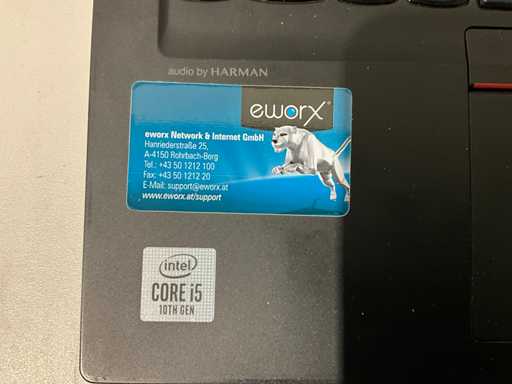 audio by HARMAN
eworx®
eworx Network & Internet GmbH
Hanriederstraße 25,
A-4150 Rohrbach-Berg
Tel.: +43 50 1212 100
Fax: +43 50 1212 20
E-Mail: support@eworx.at
www.eworx.at/support
intel
CORE i5
10TH GEN